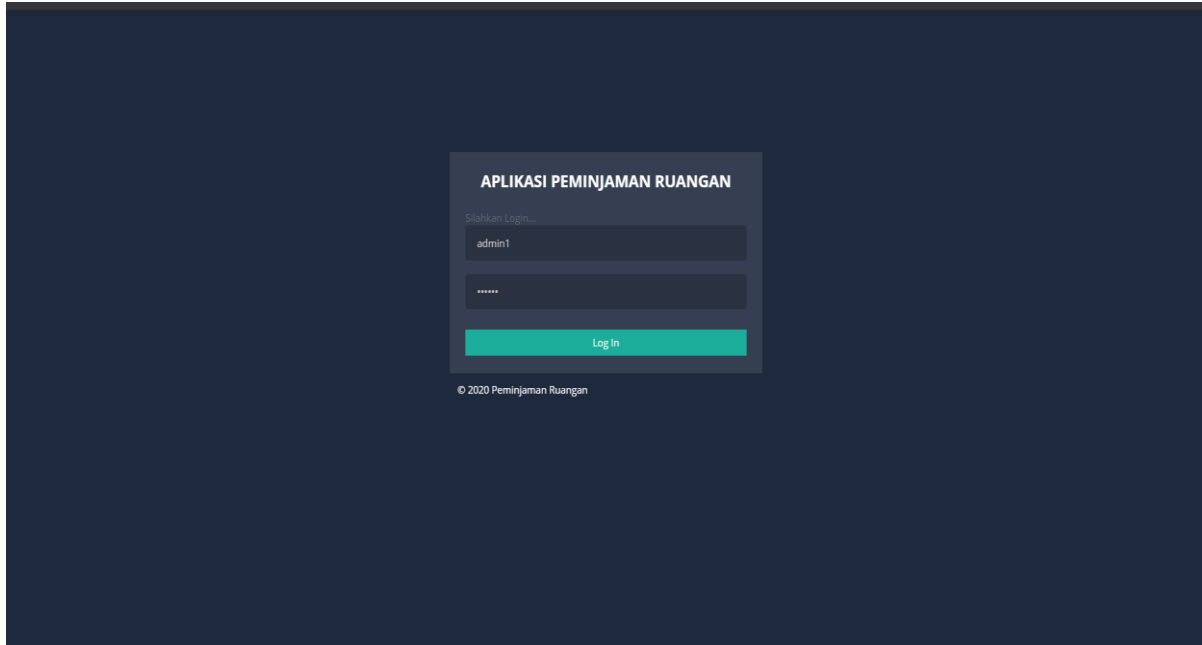 APLIKASI PEMINJAMAN RUANGAN
Silahkan Login...
admin1
••••••
Log In
© 2020 Peminjaman Ruangan